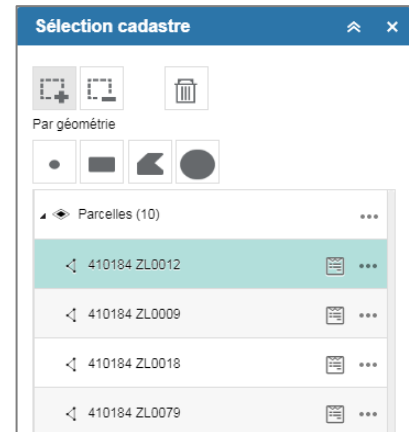 Sélection cadastre
Par géométrie
Parcelles (10)
410184 ZL0012
410184 ZL0009
410184 ZL0018
410184 ZL0079